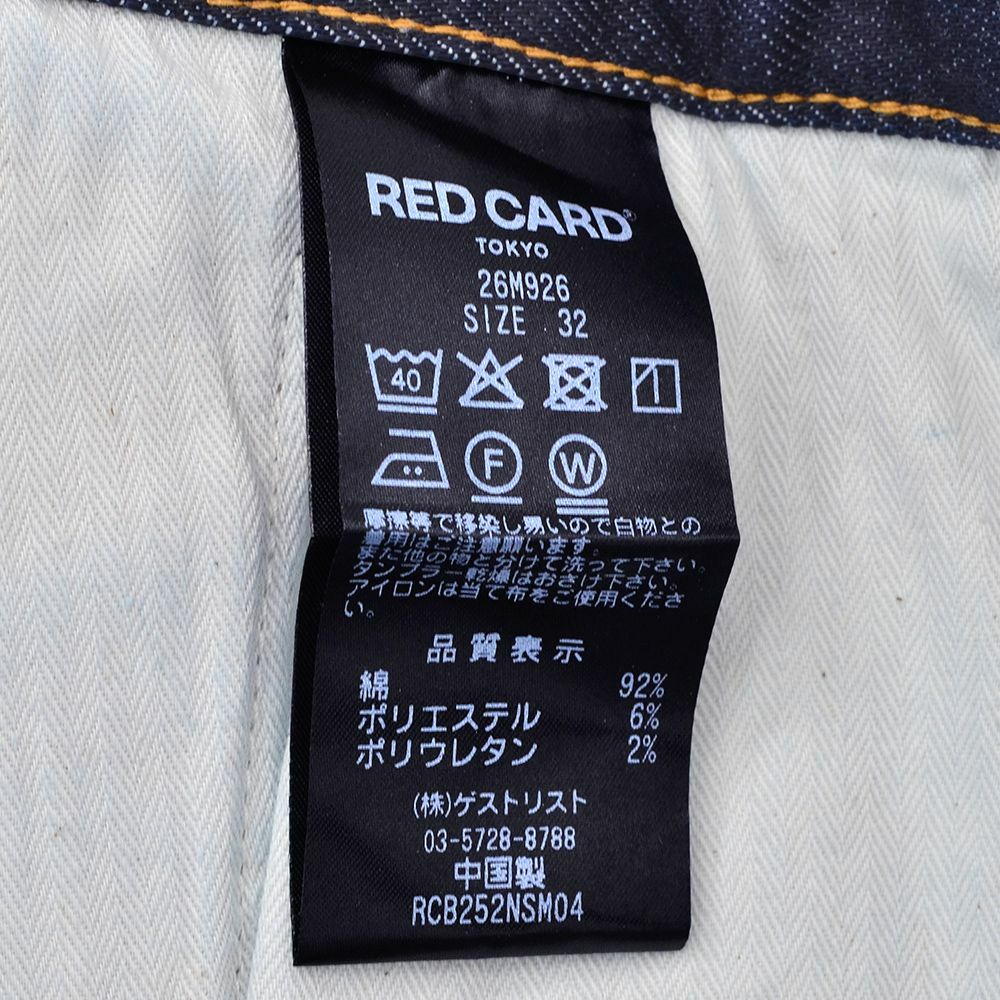 RED CARD®
TOKYO
26M926
SIZE 32
40
F W
摩擦等で移染し易いので白物との
着用はご注意願います。
また他の物と分けて洗って下さい。
タンブラー乾燥はおさけ下さい。
アイロンは当て布をご使用くださ
い。
品質表示
綿 92%
ポリエステル 6%
ポリウレタン 2%
(株)ゲストリスト
03-5728-8788
中国製
RCB252NSM04